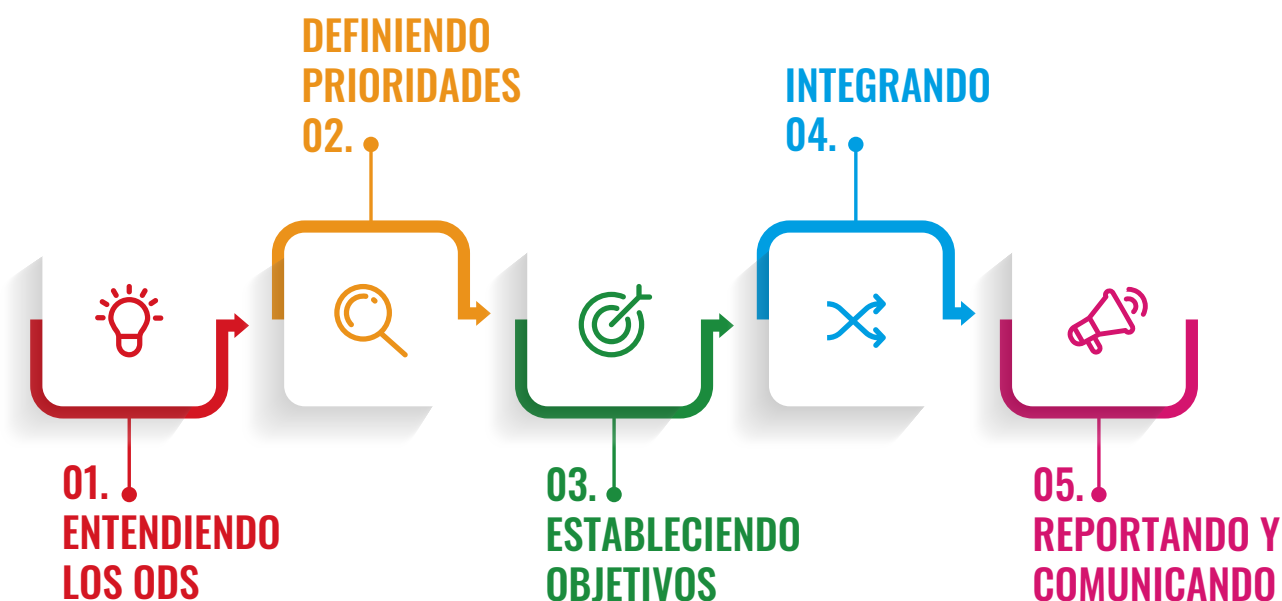 01.
ENTENDIENDO
LOS ODS
DEFINIENDO
PRIORIDADES
02.
03.
ESTABLECIENDO
OBJETIVOS
INTEGRANDO
04.
05.
REPORTANDO Y
COMUNICANDO